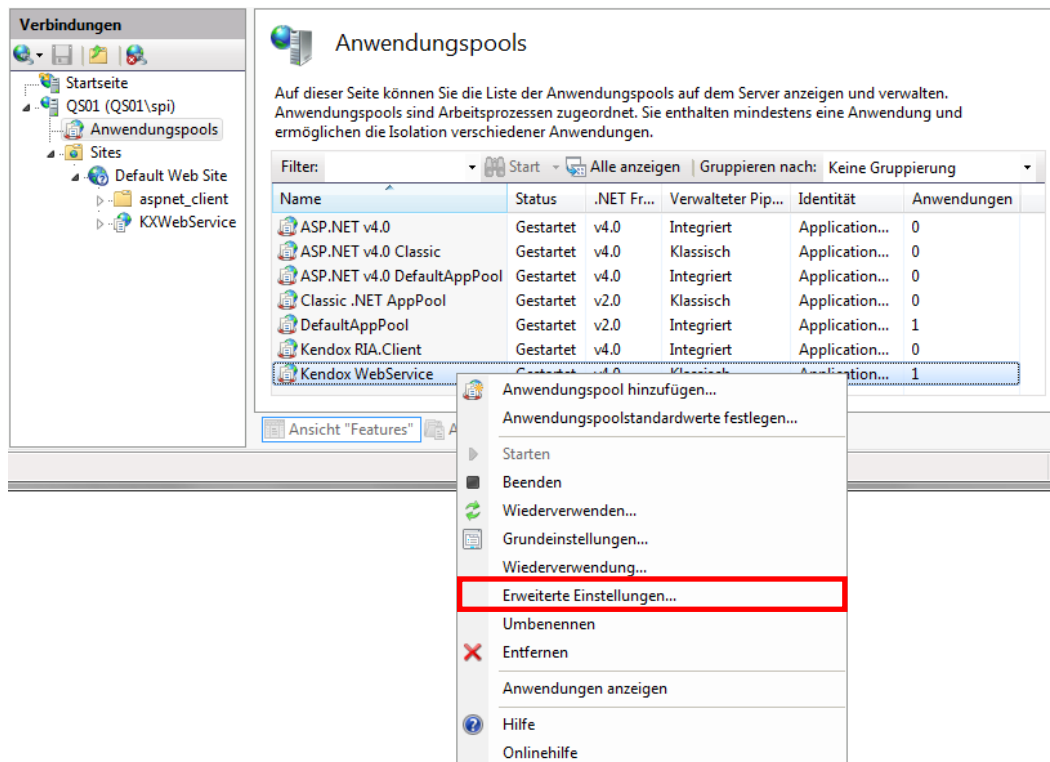 Verbindungen
Startseite
QS01 (QS01\spi)
Anwendungspools
Sites
Default Web Site
aspnet_client
KXWebService
Anwendungspools
Auf dieser Seite können Sie die Liste der Anwendungspools auf dem Server anzeigen und verwalten.
Anwendungspools sind Arbeitsprozessen zugeordnet. Sie enthalten mindestens eine Anwendung und
ermöglichen die Isolation verschiedener Anwendungen.
Filter: Start Alle anzeigen Gruppieren nach: Keine Gruppierung
Name Status .NET Fr... Verwalteter Pip... Identität Anwendungen
ASP.NET v4.0 Gestartet v4.0 Integriert Application... 0
ASP.NET v4.0 Classic Gestartet v4.0 Klassisch Application... 0
ASP.NET v4.0 DefaultAppPool Gestartet v4.0 Integriert Application... 0
Classic .NET AppPool Gestartet v2.0 Klassisch Application... 0
DefaultAppPool Gestartet v2.0 Integriert Application... 1
Kendox RIA.Client Gestartet v4.0 Integriert Application... 0
Kendox WebService Gestartet v4.0 Klassisch Application... 1
Ansicht "Features" A
Anwendungspool hinzufügen...
Anwendungspoolstandardwerte festlegen...
Starten
Beenden
Wiederverwenden...
Grundeinstellungen...
Wiederverwendung...
Erweiterte Einstellungen...
Umbenennen
Entfernen
Anwendungen anzeigen
Hilfe
Onlinehilfe